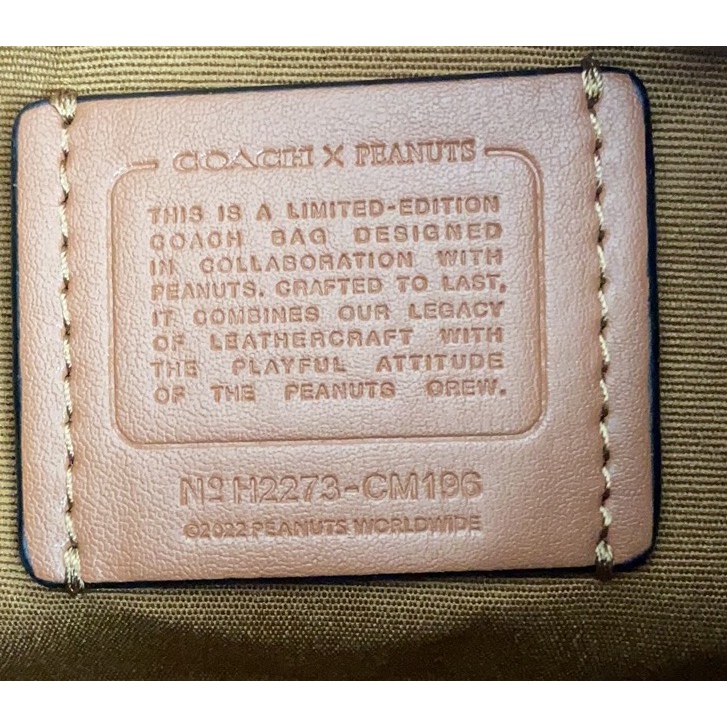 COACH X PEANUTS
THIS IS A LIMITED-EDITION
COACH BAG DESIGNED
IN COLLABORATION WITH
PEANUTS. CRAFTED TO LAST,
IT COMBINES OUR LEGACY
OF LEATHERCRAFT WITH
THE PLAYFUL ATTITUDE
OF THE PEANUTS CREW.
Nº H2273-CM196
©2022 PEANUTS WORLDWIDE